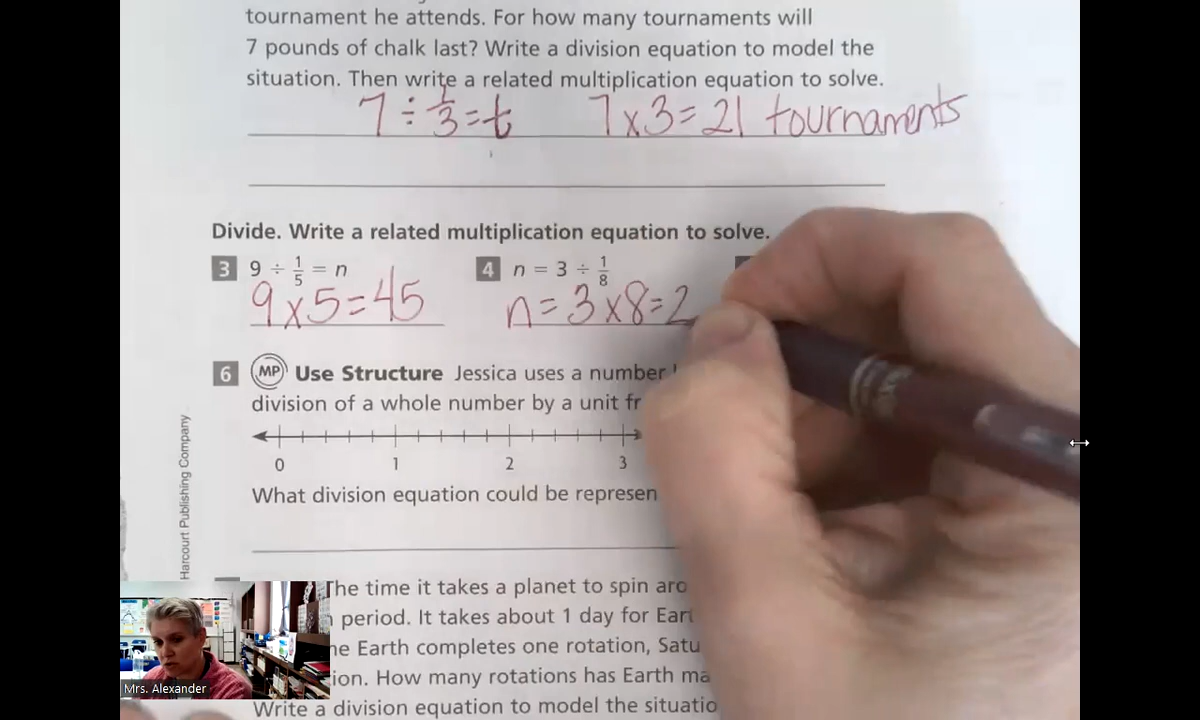 tournament he attends. For how many tournaments will
7 pounds of chalk last? Write a division equation to model the
situation. Then write a related multiplication equation to solve.
7 ÷ 1/3 = t 7 x 3 = 21 tournaments
Divide. Write a related multiplication equation to solve.
3 9 ÷ 1/5 = n 4 n = 3 ÷ 1/8
9 x 5 = 45 n = 3 x 8 = 2
6 MP Use Structure Jessica uses a number
division of a whole number by a unit fr
0 1 2 3
What division equation could be represen
Harcourt Publishing Company
The time it takes a planet to spin aro
period. It takes about 1 day for Eart
Earth completes one rotation, Satu
How many rotations has Earth ma
Write a division equation to model the situatio
Mrs. Alexander